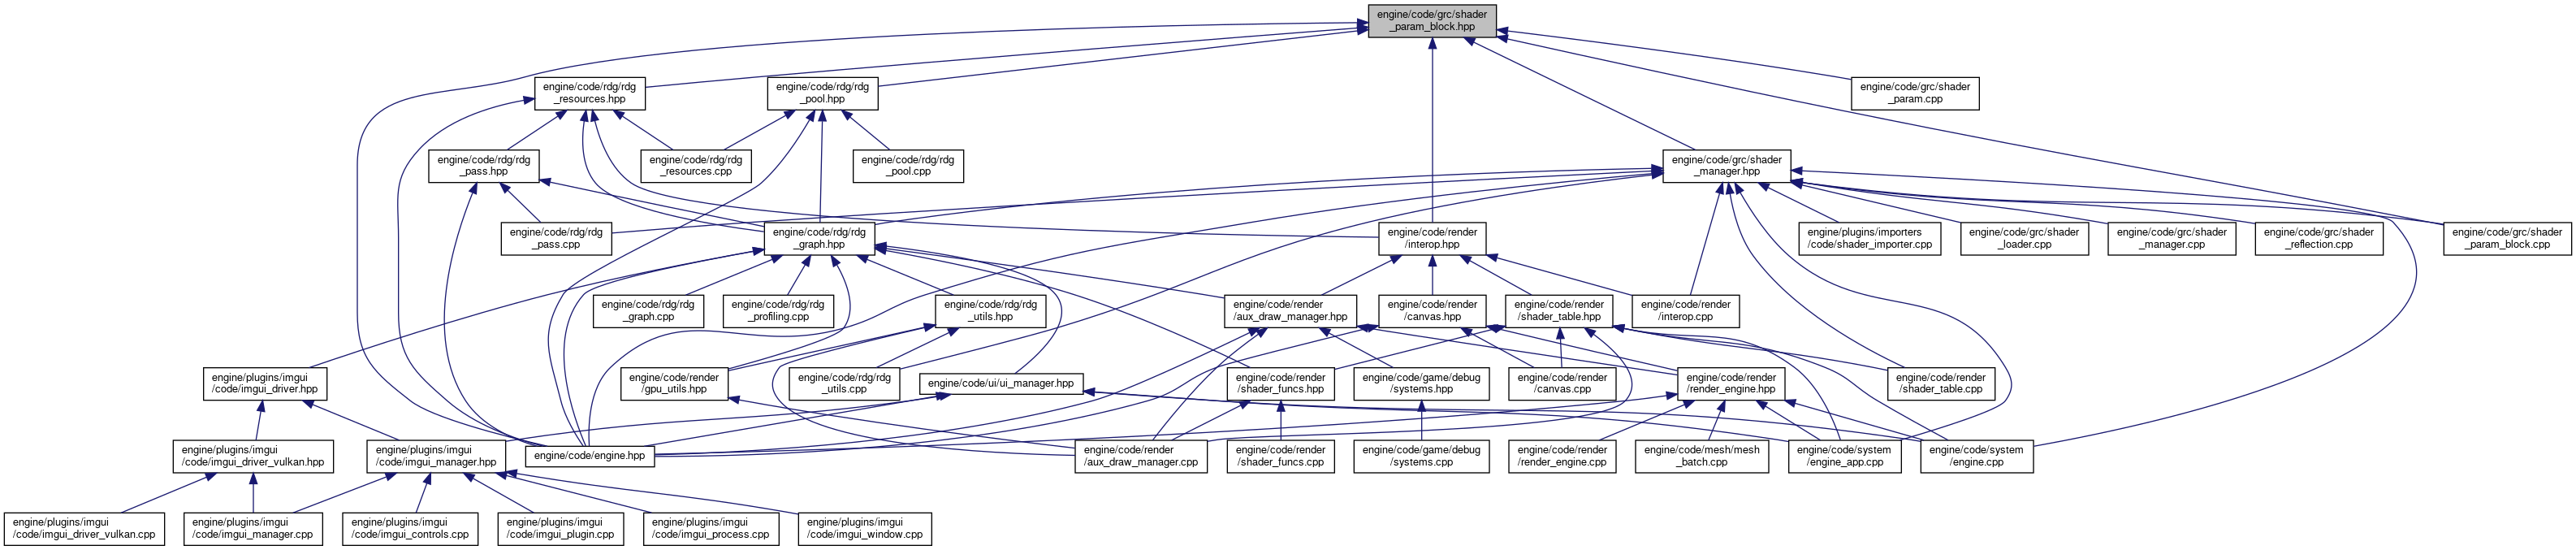 engine/code/grc/shader
_param_block.hpp
engine/code/rdg/rdg
_resources.hpp
engine/code/rdg/rdg
_pool.hpp
engine/code/grc/shader
_param.cpp
engine/code/rdg/rdg
_pass.hpp
engine/code/rdg/rdg
_resources.cpp
engine/code/rdg/rdg
_pool.cpp
engine/code/grc/shader
_manager.hpp
engine/code/rdg/rdg
_pass.cpp
engine/code/rdg/rdg
_graph.hpp
engine/code/render
/interop.hpp
engine/plugins/importers
/code/shader_importer.cpp
engine/code/grc/shader
_loader.cpp
engine/code/grc/shader
_manager.cpp
engine/code/grc/shader
_reflection.cpp
engine/code/grc/shader
_param_block.cpp
engine/code/rdg/rdg
_graph.cpp
engine/code/rdg/rdg
_profiling.cpp
engine/code/rdg/rdg
_utils.hpp
engine/code/render
/aux_draw_manager.hpp
engine/code/render
/canvas.hpp
engine/code/render
/shader_table.hpp
engine/code/render
/interop.cpp
engine/plugins/imgui
/code/imgui_driver.hpp
engine/code/render
/gpu_utils.hpp
engine/code/rdg/rdg
_utils.cpp
engine/code/ui/ui_manager.hpp
engine/code/render
/shader_funcs.hpp
engine/code/game/debug
/systems.hpp
engine/code/render
/canvas.cpp
engine/code/render
/render_engine.hpp
engine/code/render
/shader_table.cpp
engine/plugins/imgui
/code/imgui_driver_vulkan.hpp
engine/plugins/imgui
/code/imgui_manager.hpp
engine/code/engine.hpp
engine/code/render
/aux_draw_manager.cpp
engine/code/render
/shader_funcs.cpp
engine/code/game/debug
/systems.cpp
engine/code/render
/render_engine.cpp
engine/code/mesh/mesh
_batch.cpp
engine/code/system
/engine_app.cpp
engine/code/system
/engine.cpp
engine/plugins/imgui
/code/imgui_driver_vulkan.cpp
engine/plugins/imgui
/code/imgui_manager.cpp
engine/plugins/imgui
/code/imgui_controls.cpp
engine/plugins/imgui
/code/imgui_plugin.cpp
engine/plugins/imgui
/code/imgui_process.cpp
engine/plugins/imgui
/code/imgui_window.cpp